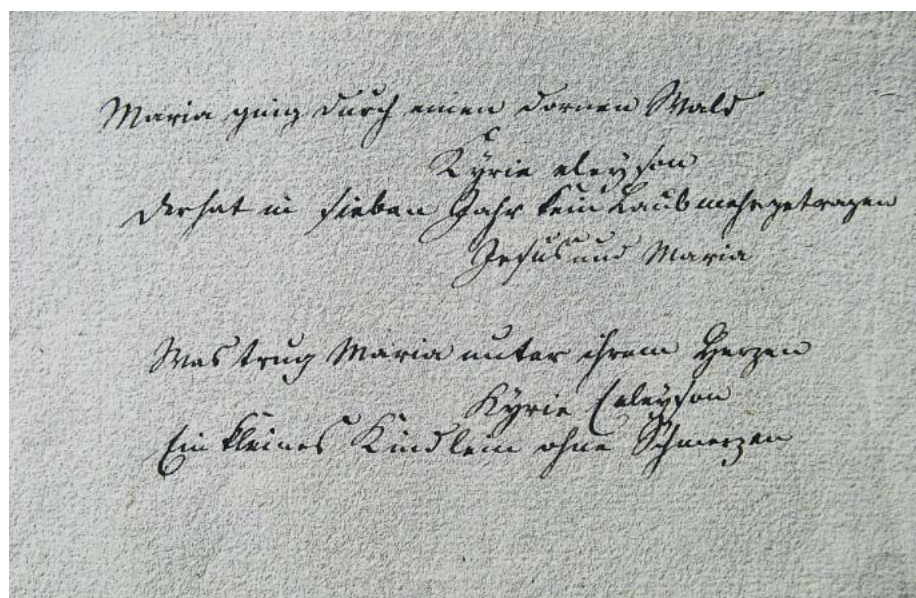 Maria ging durch einen dornen Wald
Kyrie eleyson
Der hat in sieben Jahr kein Laub mehr getragen
Jesus und Maria
Was trug Maria unter ihrem Herzen
Kyrie eeleyson
Ein kleines Kindlein ohne Schmerzen